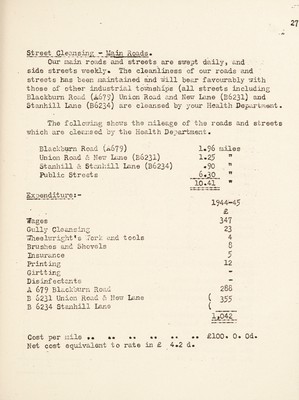 27
Street Cleansing - Main Roads.
Our main roads and streets are swept daily, and
side streets weekly. The cleanliness of our roads and
streets has been maintained and will bear favourably with
those of other industrial townships (all streets including
Blackburn Road (A679) Union Road and New Lane (B6231) and
Stanhill Lane (B6234) are cleansed by your Health Department.
The following shows the mileage of the roads and streets
which are cleansed by the Health Department.
Blackburn Road (A679) 1.96 miles
Union Road & New Lane (B6231) 1.25 "
Stanhill & Stanhill Lane (B6234) .90 "
Public Streets 6.30 "
10.41 "
Expenditure:-
1944-45
£
Wages 347
Gully Cleansing 23
Wheelwright's Work and tools 4
Brushes and Shovels 8
Insurance 5
Printing 12
Gritting -
Disinfectants -
A 679 Blackburn Road 288
B 6231 Union Road & New Lane ( 355
B 6234 Stanhill Lane (
1,042
Cost per mile .. .. .. .. .. .. £100. 0. 0d.
Net cost equivalent to rate in £ 4.2 d.